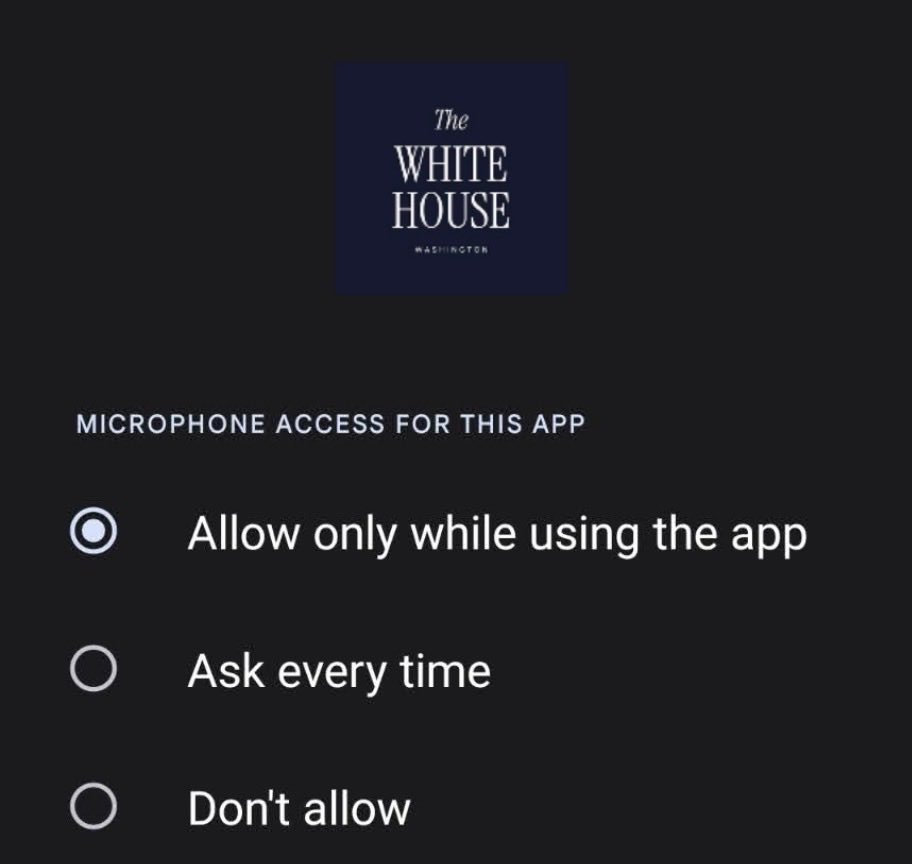 The
WHITE
HOUSE
WASHINGTON
MICROPHONE ACCESS FOR THIS APP
Allow only while using the app
Ask every time
Don't allow